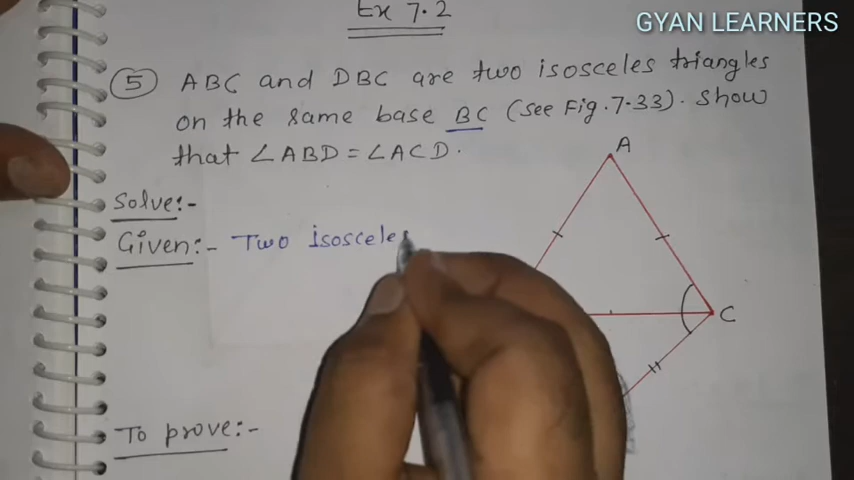 Ex 7.2
GYAN LEARNERS
5 ABC and DBC are two isosceles triangles
on the same base BC (see Fig. 7.33). Show
that ∠ABD = ∠ACD.
A
Solve:-
Given:- Two isosceles
C
To prove:-